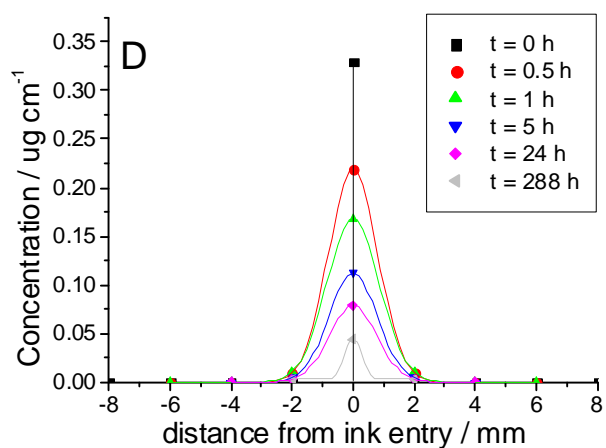 D
0.35
0.30
0.25
0.20
0.15
0.10
0.05
0.00
Concentration / ug cm⁻¹
-8 -6 -4 -2 0 2 4 6 8
distance from ink entry / mm
t = 0 h
t = 0.5 h
t = 1 h
t = 5 h
t = 24 h
t = 288 h